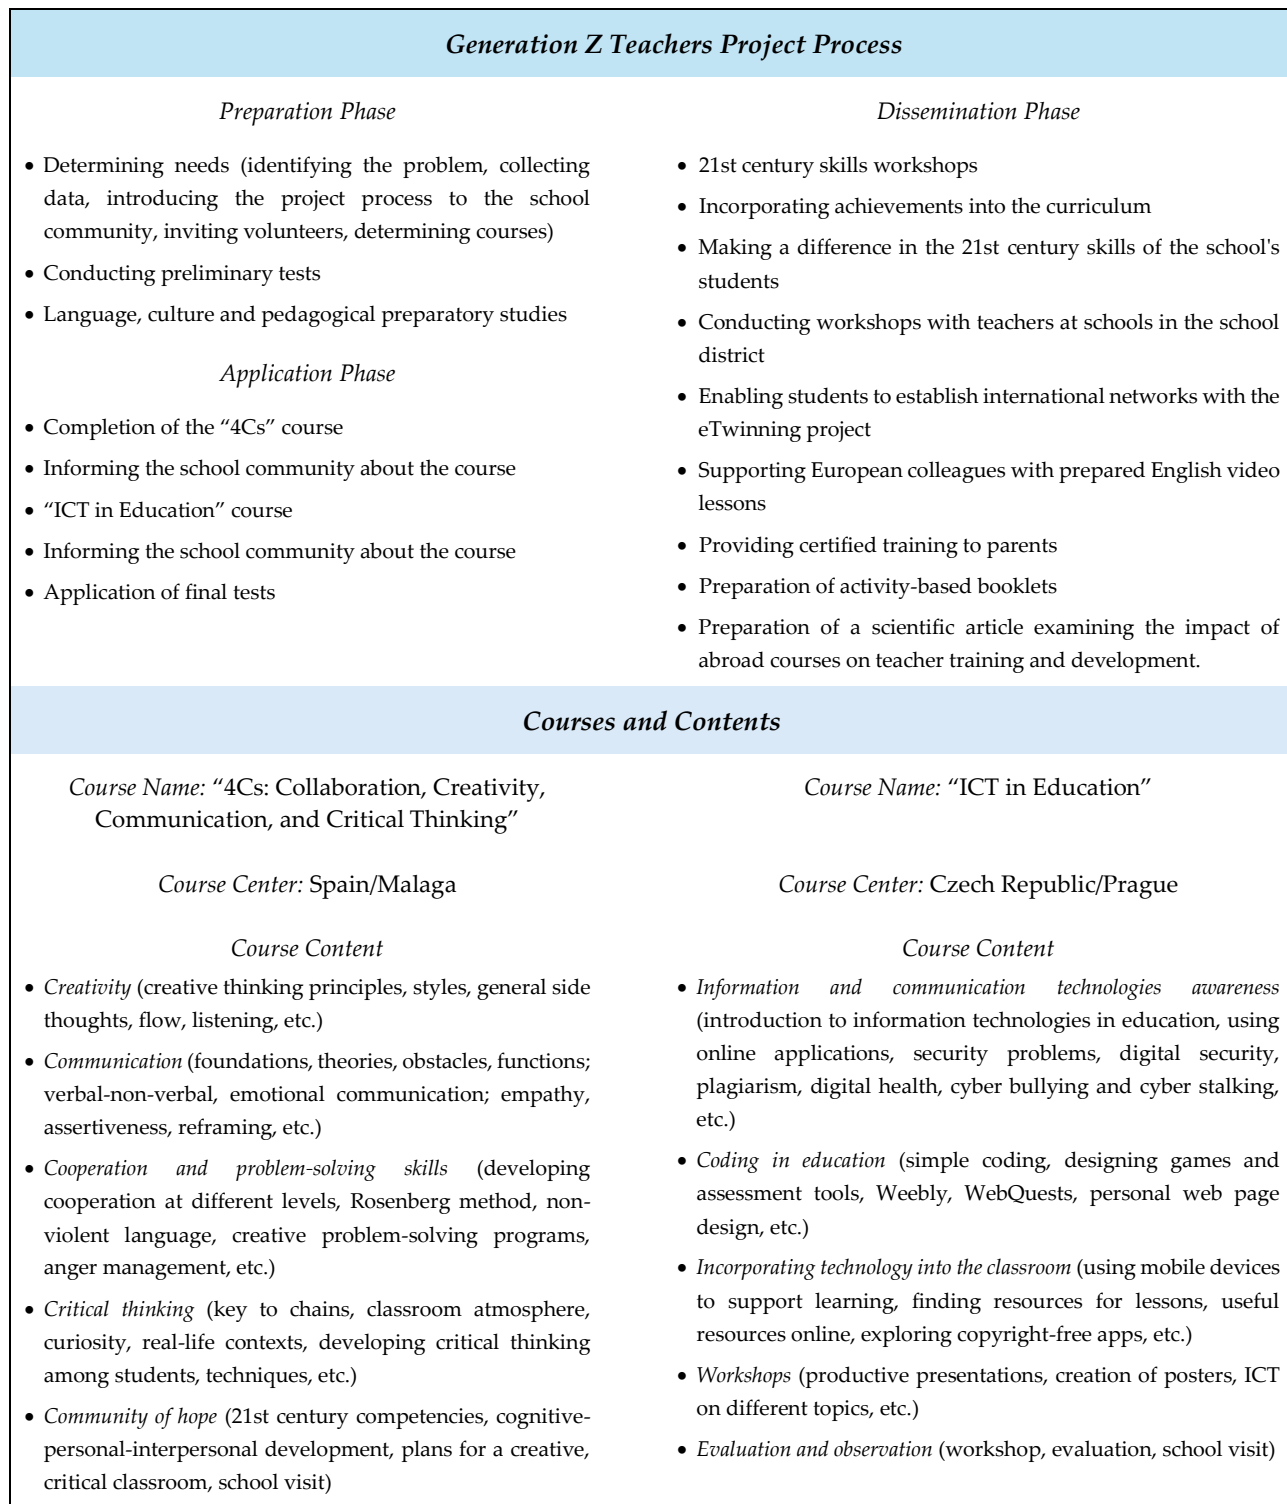 Generation Z Teachers Project Process
Preparation Phase
• Determining needs (identifying the problem, collecting
data, introducing the project process to the school
community, inviting volunteers, determining courses)
• Conducting preliminary tests
• Language, culture and pedagogical preparatory studies
Application Phase
• Completion of the “4Cs” course
• Informing the school community about the course
• “ICT in Education” course
• Informing the school community about the course
• Application of final tests
Dissemination Phase
• 21st century skills workshops
• Incorporating achievements into the curriculum
• Making a difference in the 21st century skills of the school's
students
• Conducting workshops with teachers at schools in the school
district
• Enabling students to establish international networks with the
eTwinning project
• Supporting European colleagues with prepared English video
lessons
• Providing certified training to parents
• Preparation of activity-based booklets
• Preparation of a scientific article examining the impact of
abroad courses on teacher training and development.
Courses and Contents
Course Name: “4Cs: Collaboration, Creativity,
Communication, and Critical Thinking”
Course Center: Spain/Malaga
Course Content
• Creativity (creative thinking principles, styles, general side
thoughts, flow, listening, etc.)
• Communication (foundations, theories, obstacles, functions;
verbal-non-verbal, emotional communication; empathy,
assertiveness, reframing, etc.)
• Cooperation and problem-solving skills (developing
cooperation at different levels, Rosenberg method, non-
violent language, creative problem-solving programs,
anger management, etc.)
• Critical thinking (key to chains, classroom atmosphere,
curiosity, real-life contexts, developing critical thinking
among students, techniques, etc.)
• Community of hope (21st century competencies, cognitive-
personal-interpersonal development, plans for a creative,
critical classroom, school visit)
Course Name: “ICT in Education”
Course Center: Czech Republic/Prague
Course Content
• Information and communication technologies awareness
(introduction to information technologies in education, using
online applications, security problems, digital security,
plagiarism, digital health, cyber bullying and cyber stalking,
etc.)
• Coding in education (simple coding, designing games and
assessment tools, Weebly, WebQuests, personal web page
design, etc.)
• Incorporating technology into the classroom (using mobile devices
to support learning, finding resources for lessons, useful
resources online, exploring copyright-free apps, etc.)
• Workshops (productive presentations, creation of posters, ICT
on different topics, etc.)
• Evaluation and observation (workshop, evaluation, school visit)